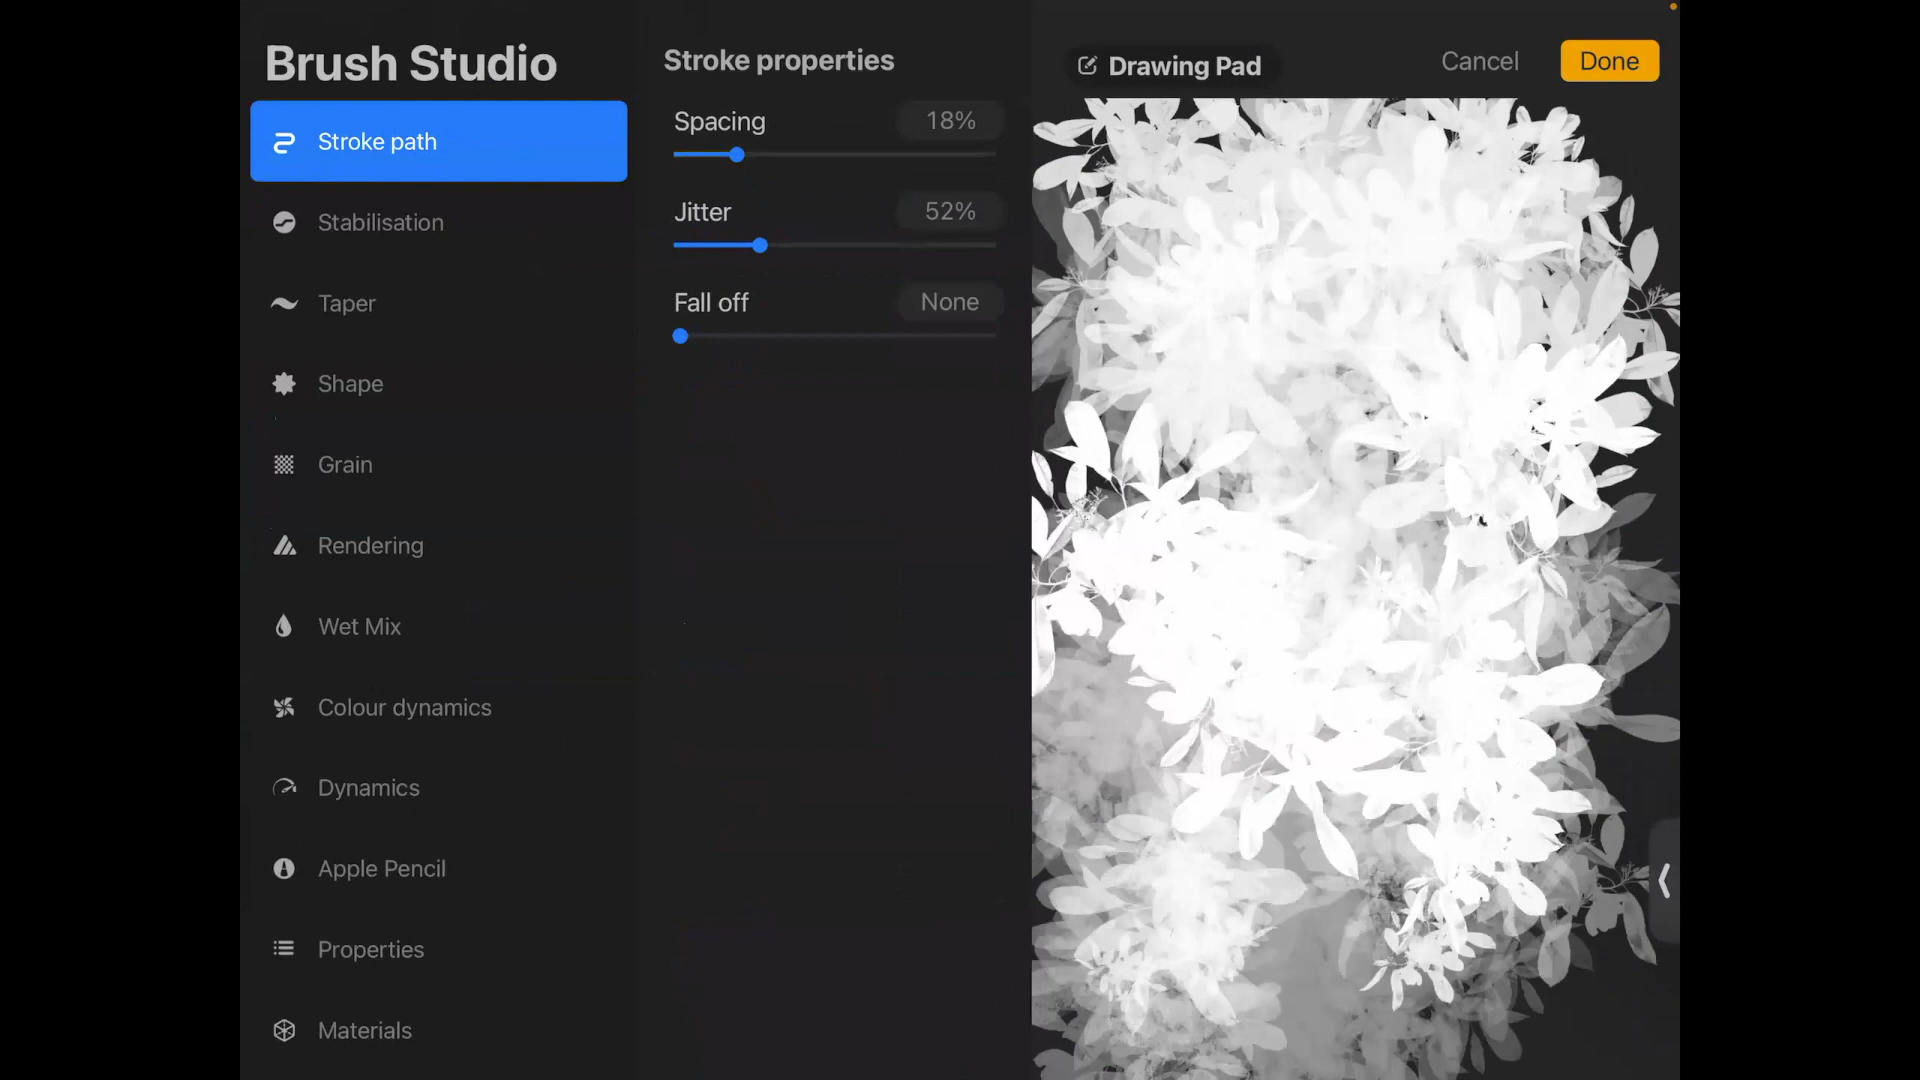 Brush Studio
Stroke path
Stabilisation
Taper
Shape
Grain
Rendering
Wet Mix
Colour dynamics
Dynamics
Apple Pencil
Properties
Materials
Stroke properties
Spacing 18%
Jitter 52%
Fall off None
Drawing Pad
Cancel
Done